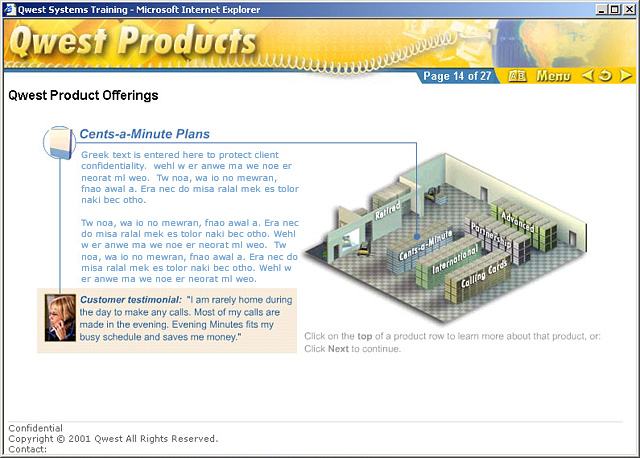 Qwest Systems Training - Microsoft Internet Explorer
Qwest Products
Page 14 of 27
Menu
Qwest Product Offerings
Cents-a-Minute Plans
Greek text is entered here to protect client
confidentiality. wehl w er anwe ma we noe er
neorat ml weo. Tw noa, wa io no mewran,
fnao awal a. Era nec do misa ralal mek es tolor
naki bec otho.
Tw noa, wa io no mewran, fnao awal a. Era nec
do misa ralal mek es tolor naki bec otho. Wehl
w er anwe ma we noe er neorat ml weo. Tw
noa, wa io no mewran, fnao awal a. Era nec do
misa ralal mek es tolor naki bec otho. Wehl w
er anwe ma we noe er neorat ml weo.
Customer testimonial: "I am rarely home during
the day to make any calls. Most of my calls are
made in the evening. Evening Minutes fits my
busy schedule and saves me money."
Retired
Cents-a-Minute
International
Calling Cards
Partnership
Advanced
Click on the top of a product row to learn more about that product, or:
Click Next to continue.
Confidential
Copyright © 2001 Qwest All Rights Reserved.
Contact: